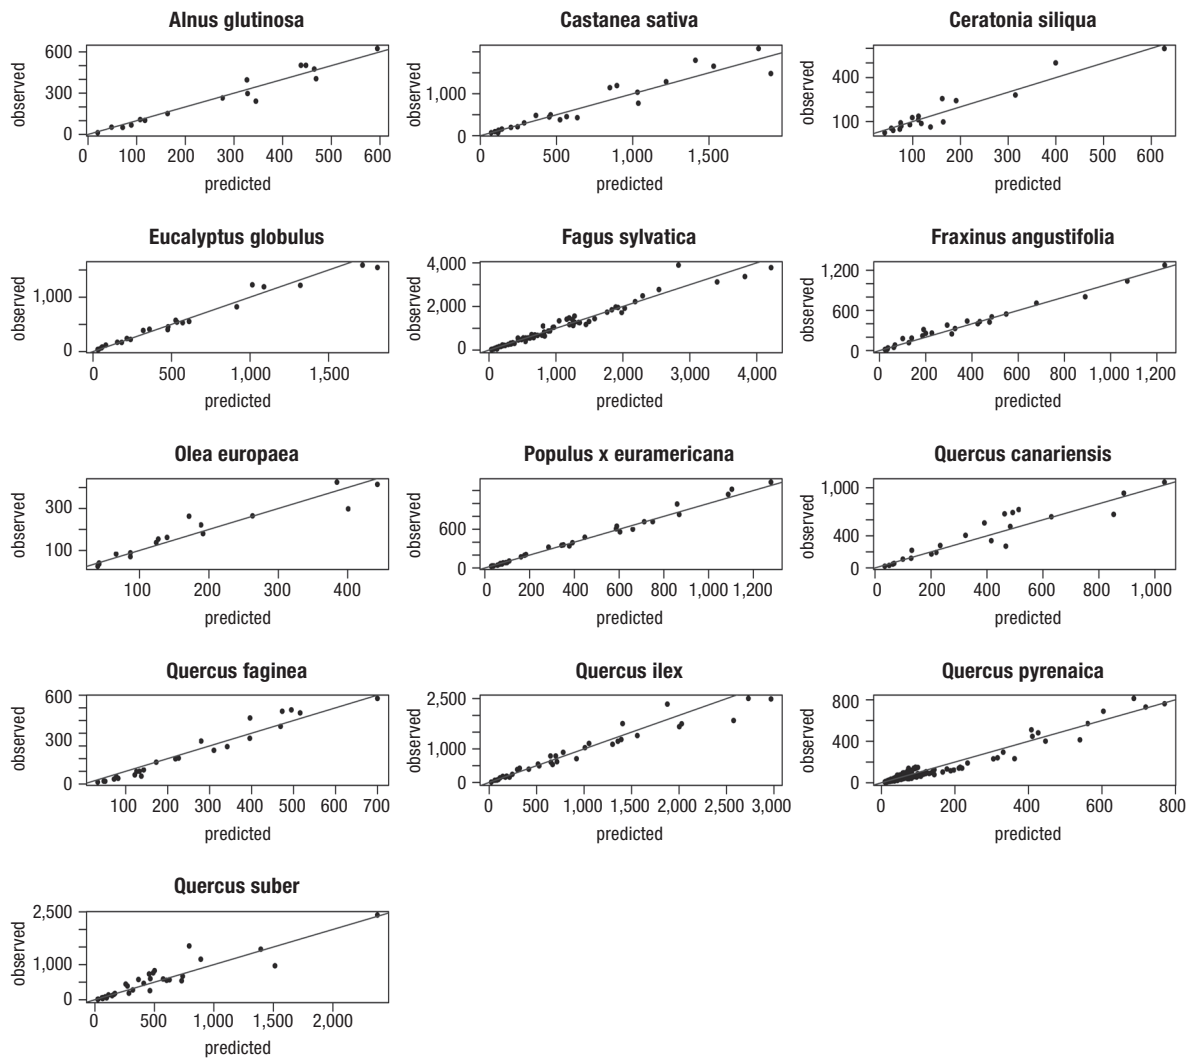 Alnus glutinosa
observed
600
300
0
0 100 200 300 400 500 600
predicted
Castanea sativa
observed
1,000
0
0 500 1,000 1,500
predicted
Ceratonia siliqua
observed
400
100
100 200 300 400 500 600
predicted
Eucalyptus globulus
observed
1,000
0
0 500 1,000 1,500
predicted
Fagus sylvatica
observed
4,000
2,000
0
0 1,000 2,000 3,000 4,000
predicted
Fraxinus angustifolia
observed
1,200
600
0
0 200 400 600 800 1,000 1,200
predicted
Olea europaea
observed
300
100
100 200 300 400
predicted
Populus x euramericana
observed
600
0
0 200 400 600 800 1,000 1,200
predicted
Quercus canariensis
observed
1,000
400
0
0 200 400 600 800 1,000
predicted
Quercus faginea
observed
600
300
0
100 200 300 400 500 600 700
predicted
Quercus ilex
observed
2,500
1,000
0
0 500 1,000 1,500 2,000 2,500 3,000
predicted
Quercus pyrenaica
observed
800
400
0
0 200 400 600 800
predicted
Quercus suber
observed
2,500
1,000
0
0 500 1,000 1,500 2,000
predicted